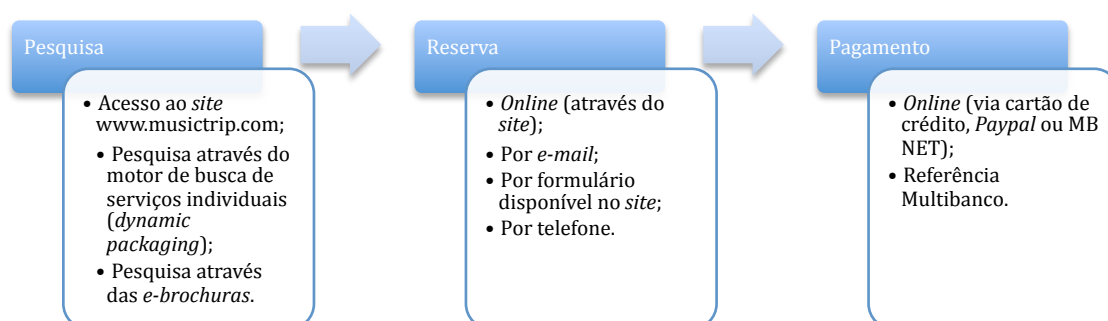 Pesquisa
• Acesso ao site
www.musictrip.com;
• Pesquisa através do
motor de busca de
serviços individuais
(dynamic
packaging);
• Pesquisa através
das e-brochuras.
Reserva
• Online (através do
site);
• Por e-mail;
• Por formulário
disponível no site;
• Por telefone.
Pagamento
• Online (via cartão de
crédito, Paypal ou MB
NET);
• Referência
Multibanco.